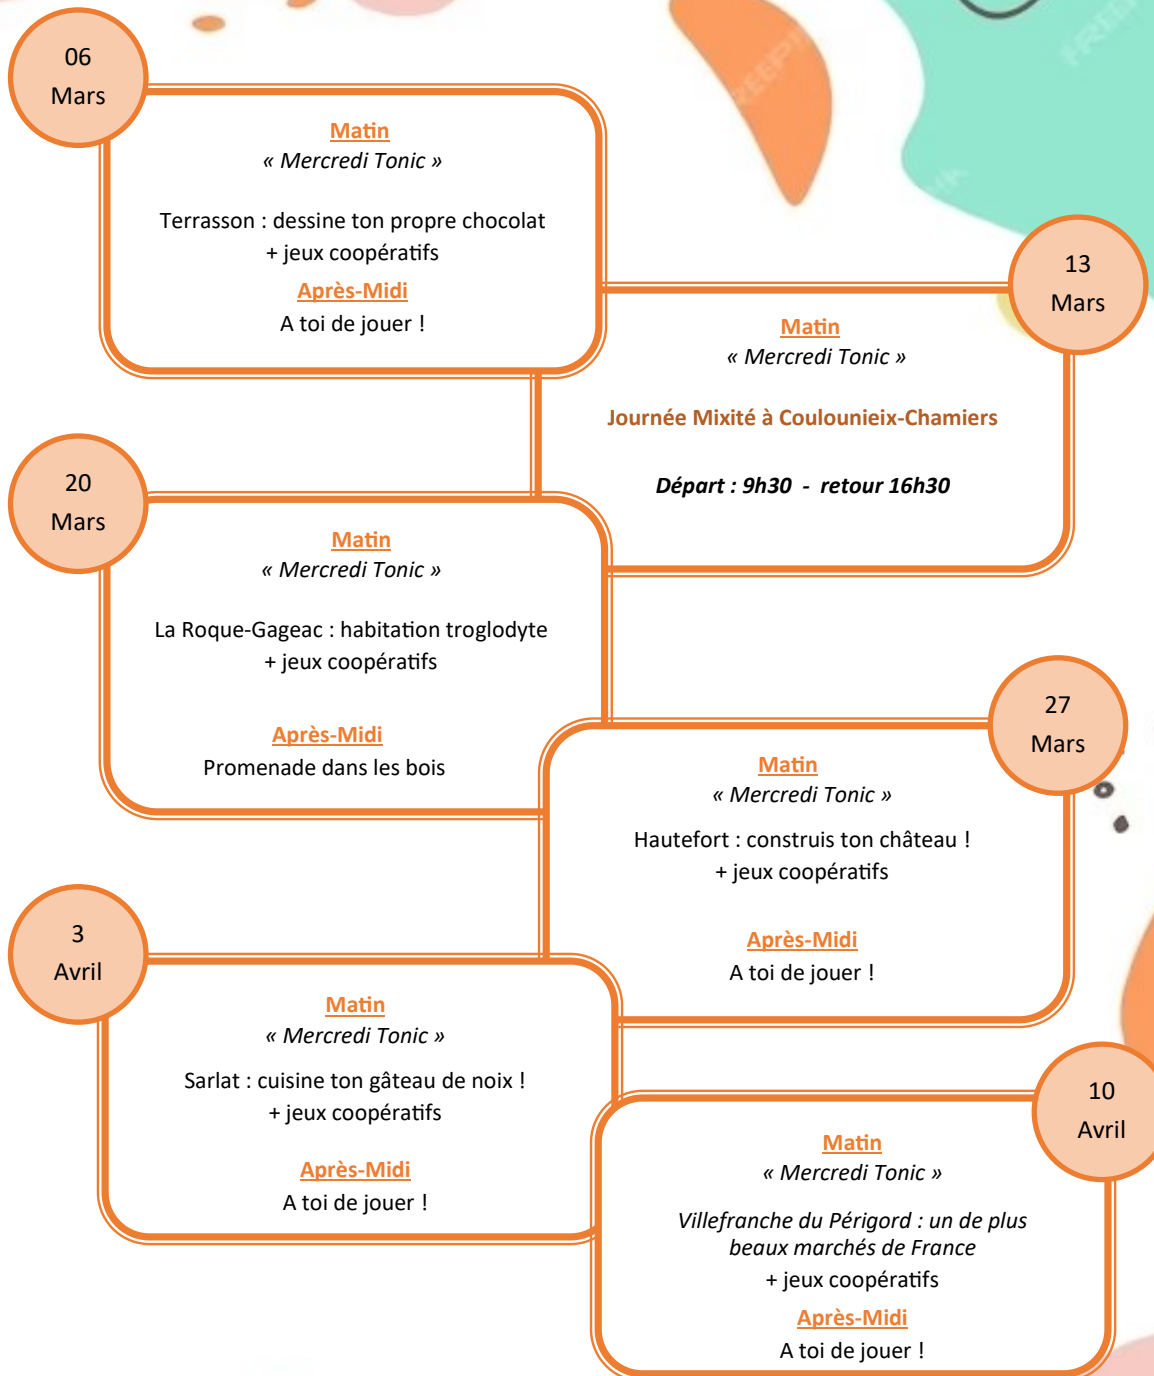 06
Mars
Matin
« Mercredi Tonic »
Terrasson : dessine ton propre chocolat
+ jeux coopératifs
Après-Midi
A toi de jouer !
13
Mars
Matin
« Mercredi Tonic »
Journée Mixité à Coulounieix-Chamiers
Départ : 9h30 - retour 16h30
20
Mars
Matin
« Mercredi Tonic »
La Roque-Gageac : habitation troglodyte
+ jeux coopératifs
Après-Midi
Promenade dans les bois
27
Mars
Matin
« Mercredi Tonic »
Hautefort : construis ton château !
+ jeux coopératifs
Après-Midi
A toi de jouer !
3
Avril
Matin
« Mercredi Tonic »
Sarlat : cuisine ton gâteau de noix !
+ jeux coopératifs
Après-Midi
A toi de jouer !
10
Avril
Matin
« Mercredi Tonic »
Villefranche du Périgord : un de plus
beaux marchés de France
+ jeux coopératifs
Après-Midi
A toi de jouer !